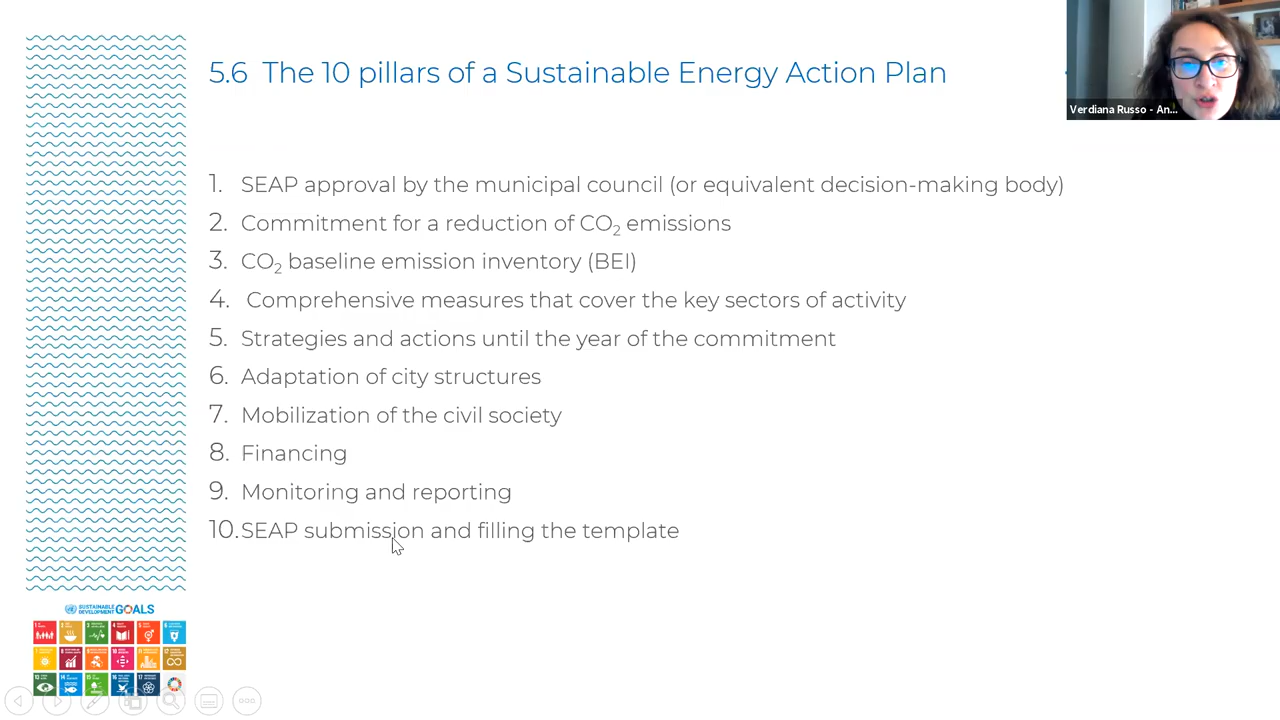 5.6 The 10 pillars of a Sustainable Energy Action Plan
Verdiana Russo - An...
1. SEAP approval by the municipal council (or equivalent decision-making body)
2. Commitment for a reduction of CO2 emissions
3. CO2 baseline emission inventory (BEI)
4. Comprehensive measures that cover the key sectors of activity
5. Strategies and actions until the year of the commitment
6. Adaptation of city structures
7. Mobilization of the civil society
8. Financing
9. Monitoring and reporting
10. SEAP submission and filling the template
SUSTAINABLE
DEVELOPMENT
GOALS